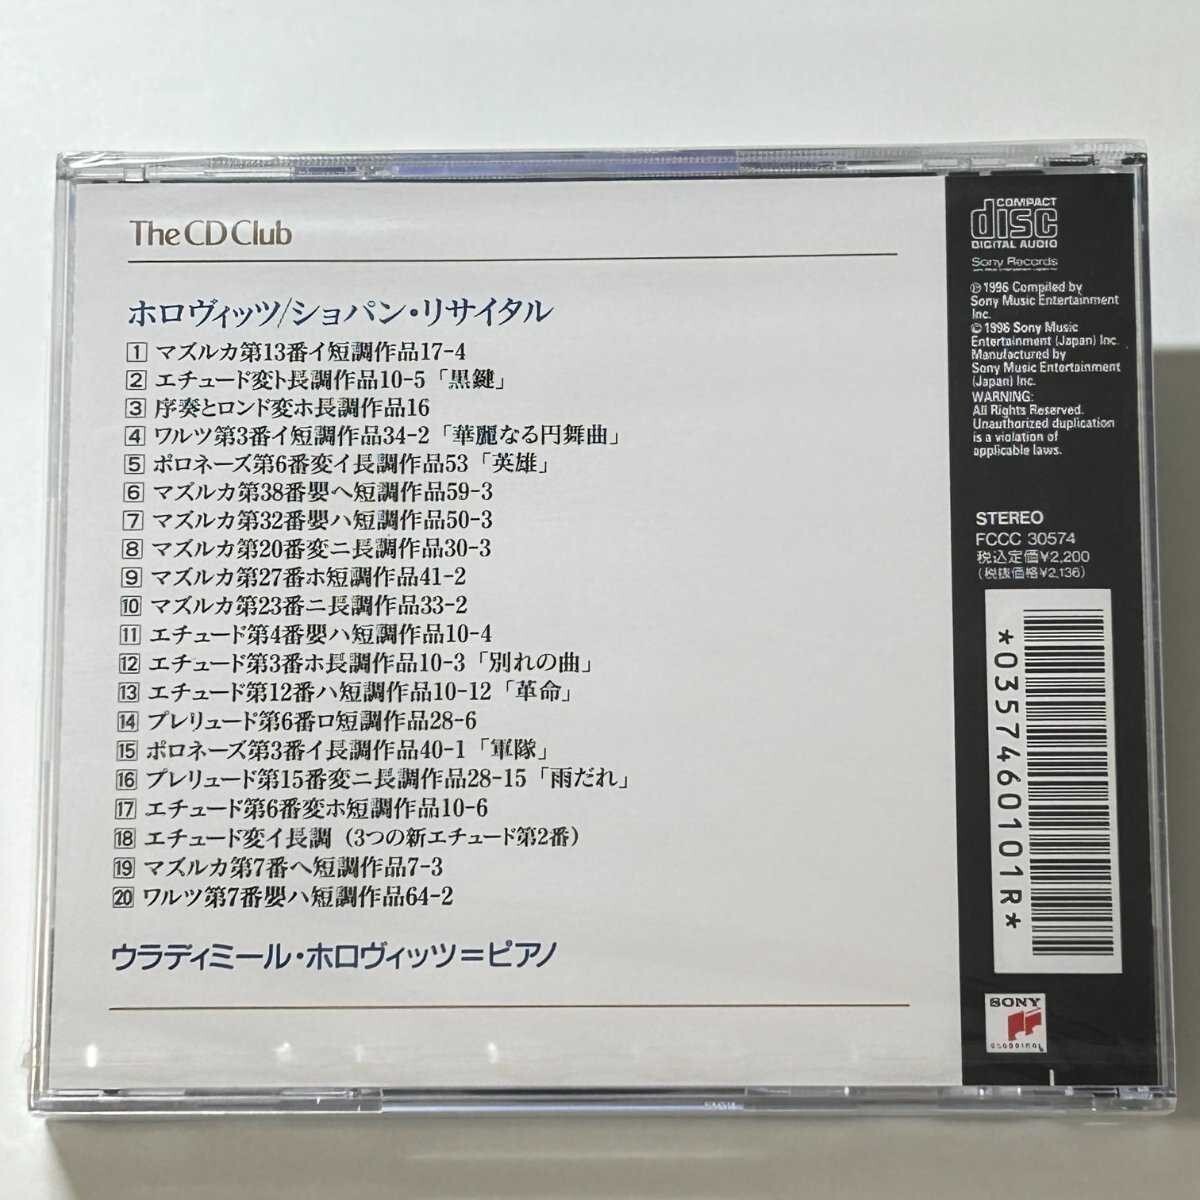 The CD Club
ホロヴィッツ/ショパン・リサイタル
1 マズルカ第13番イ短調作品17-4
2 エチュード変ト長調作品10-5「黒鍵」
3 序奏とロンド変ホ長調作品16
4 ワルツ第3番イ短調作品34-2「華麗なる円舞曲」
5 ポロネーズ第6番変イ長調作品53「英雄」
6 マズルカ第38番嬰ヘ短調作品59-3
7 マズルカ第32番嬰ハ短調作品50-3
8 マズルカ第20番変ニ長調作品30-3
9 マズルカ第27番ホ短調作品41-2
10 マズルカ第23番ニ長調作品33-2
11 エチュード第4番嬰ハ短調作品10-4
12 エチュード第3番ホ長調作品10-3「別れの曲」
13 エチュード第12番ハ短調作品10-12「革命」
14 プレリュード第6番ロ短調作品28-6
15 ポロネーズ第3番イ長調作品40-1「軍隊」
16 プレリュード第15番変ニ長調作品28-15「雨だれ」
17 エチュード第6番変ホ短調作品10-6
18 エチュード変イ長調（3つの新エチュード第2番）
19 マズルカ第7番ヘ短調作品7-3
20 ワルツ第7番嬰ハ短調作品64-2
ウラディミール・ホロヴィッツ=ピアノ
COMPACT
disc
DIGITAL AUDIO
Sony Records
℗ 1996 Compiled by
Sony Music Entertainment
Inc.
© 1996 Sony Music
Entertainment (Japan) Inc.
Manufactured by
Sony Music Entertainment
(Japan) Inc.
WARNING:
All Rights Reserved.
Unauthorized duplication
is a violation of
applicable laws.
STEREO
FCCC 30574
税込定価¥2,200
(税抜価格¥2,136)
*0357460101R*
SONY